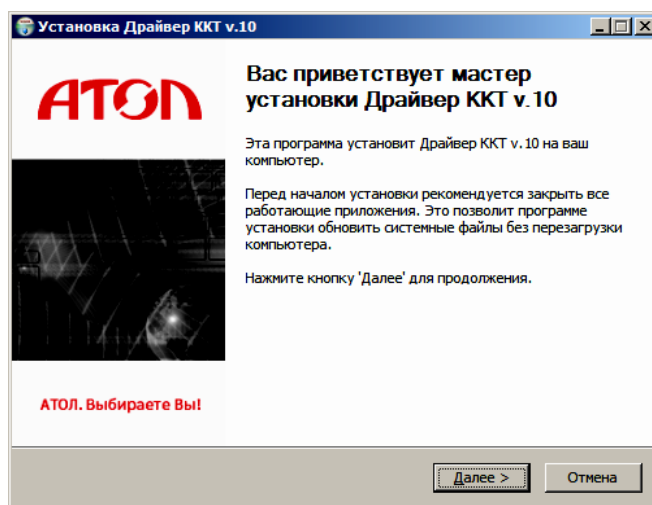 Установка Драйвер ККТ v.10
АТОЛ
Вас приветствует мастер
установки Драйвер ККТ v.10
Эта программа установит Драйвер ККТ v.10 на ваш
компьютер.
Перед началом установки рекомендуется закрыть все
работающие приложения. Это позволит программе
установки обновить системные файлы без перезагрузки
компьютера.
Нажмите кнопку 'Далее' для продолжения.
АТОЛ. Выбираете Вы!
Далее >
Отмена